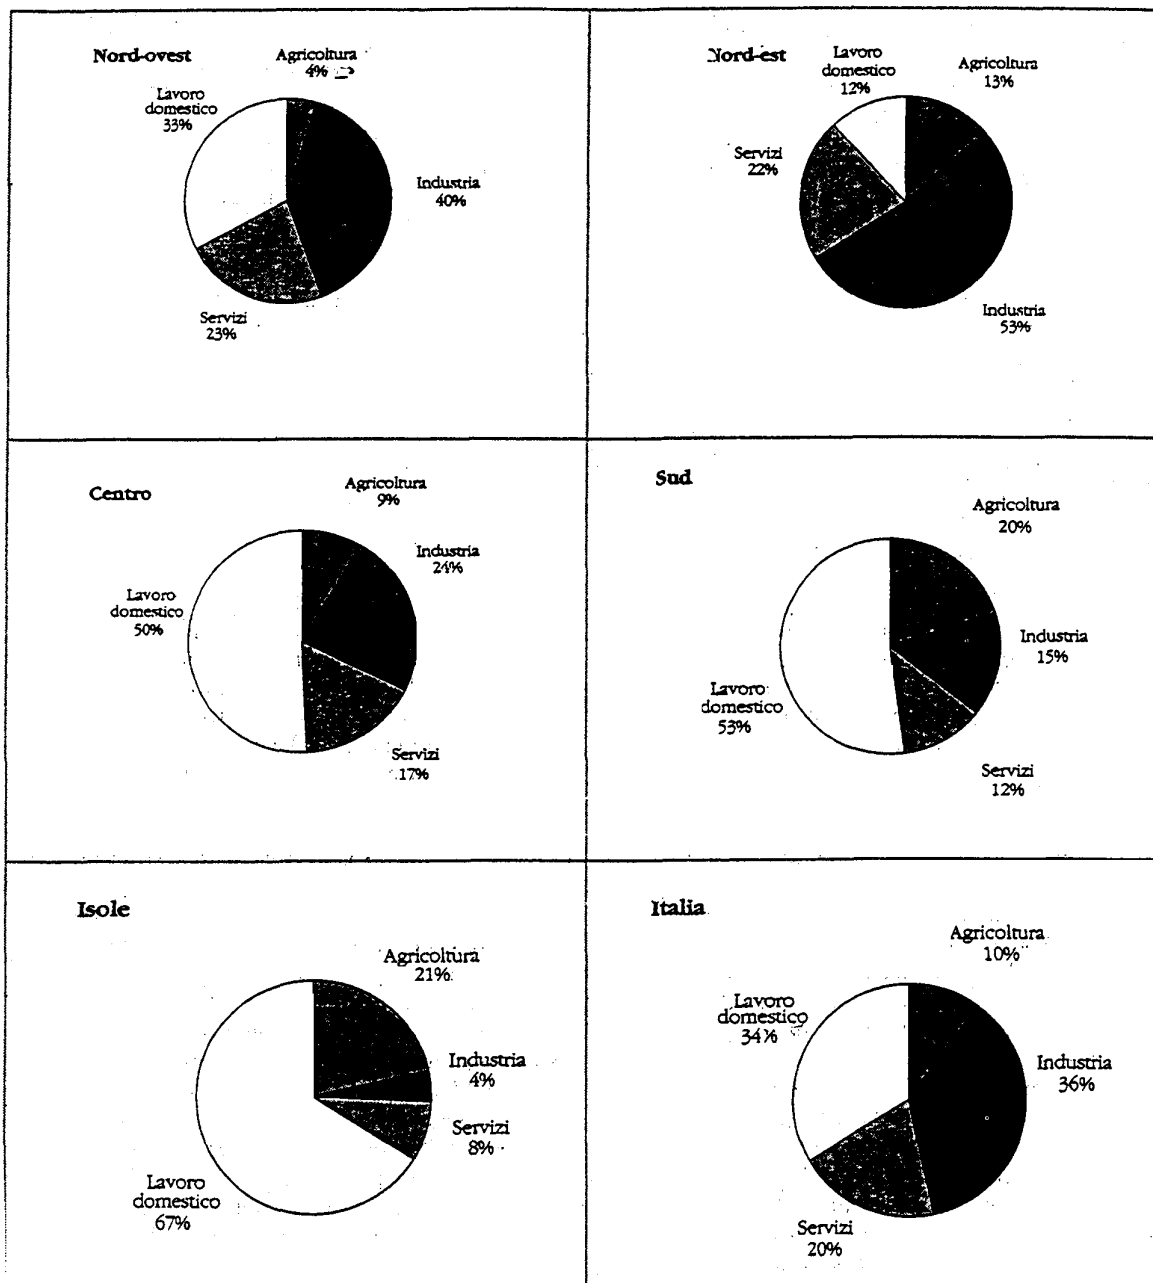 Nord-ovest
Agricoltura
4%
Lavoro
domestico
33%
Industria
40%
Servizi
23%
Nord-est
Lavoro
domestico
12%
Agricoltura
13%
Servizi
22%
Industria
53%
Centro
Agricoltura
9%
Industria
24%
Lavoro
domestico
50%
Servizi
17%
Sud
Agricoltura
20%
Industria
15%
Lavoro
domestico
53%
Servizi
12%
Isole
Agricoltura
21%
Industria
4%
Servizi
8%
Lavoro
domestico
67%
Italia
Agricoltura
10%
Lavoro
domestico
34%
Industria
36%
Servizi
20%